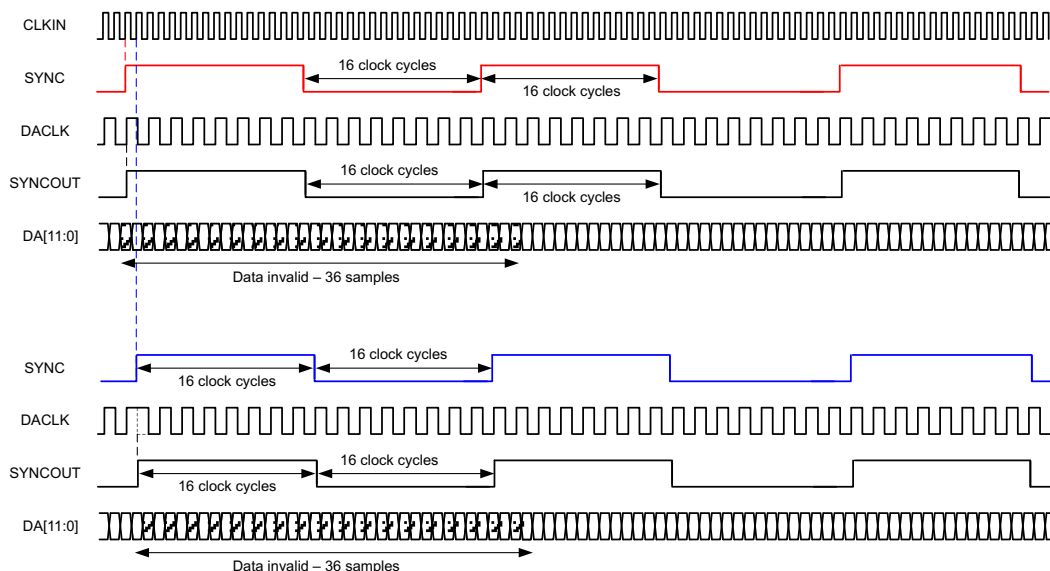 CLKIN
SYNC
16 clock cycles
16 clock cycles
DACLK
SYNCOUT
16 clock cycles
16 clock cycles
DA[11:0]
Data invalid – 36 samples
SYNC
16 clock cycles
16 clock cycles
DACLK
SYNCOUT
16 clock cycles
16 clock cycles
DA[11:0]
Data invalid – 36 samples